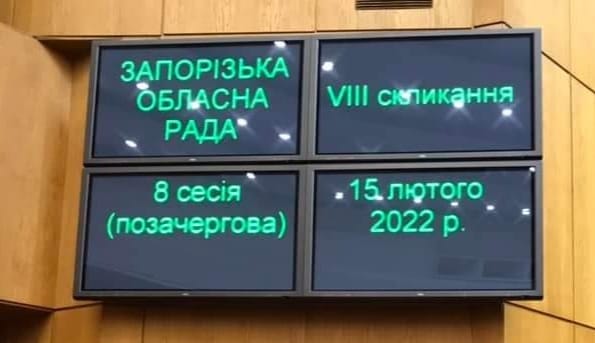 ЗАПОРІЗЬКА
ОБЛАСНА
РАДА
VIII скликання
8 сесія
(позачергова)
15 лютого
2022 р.